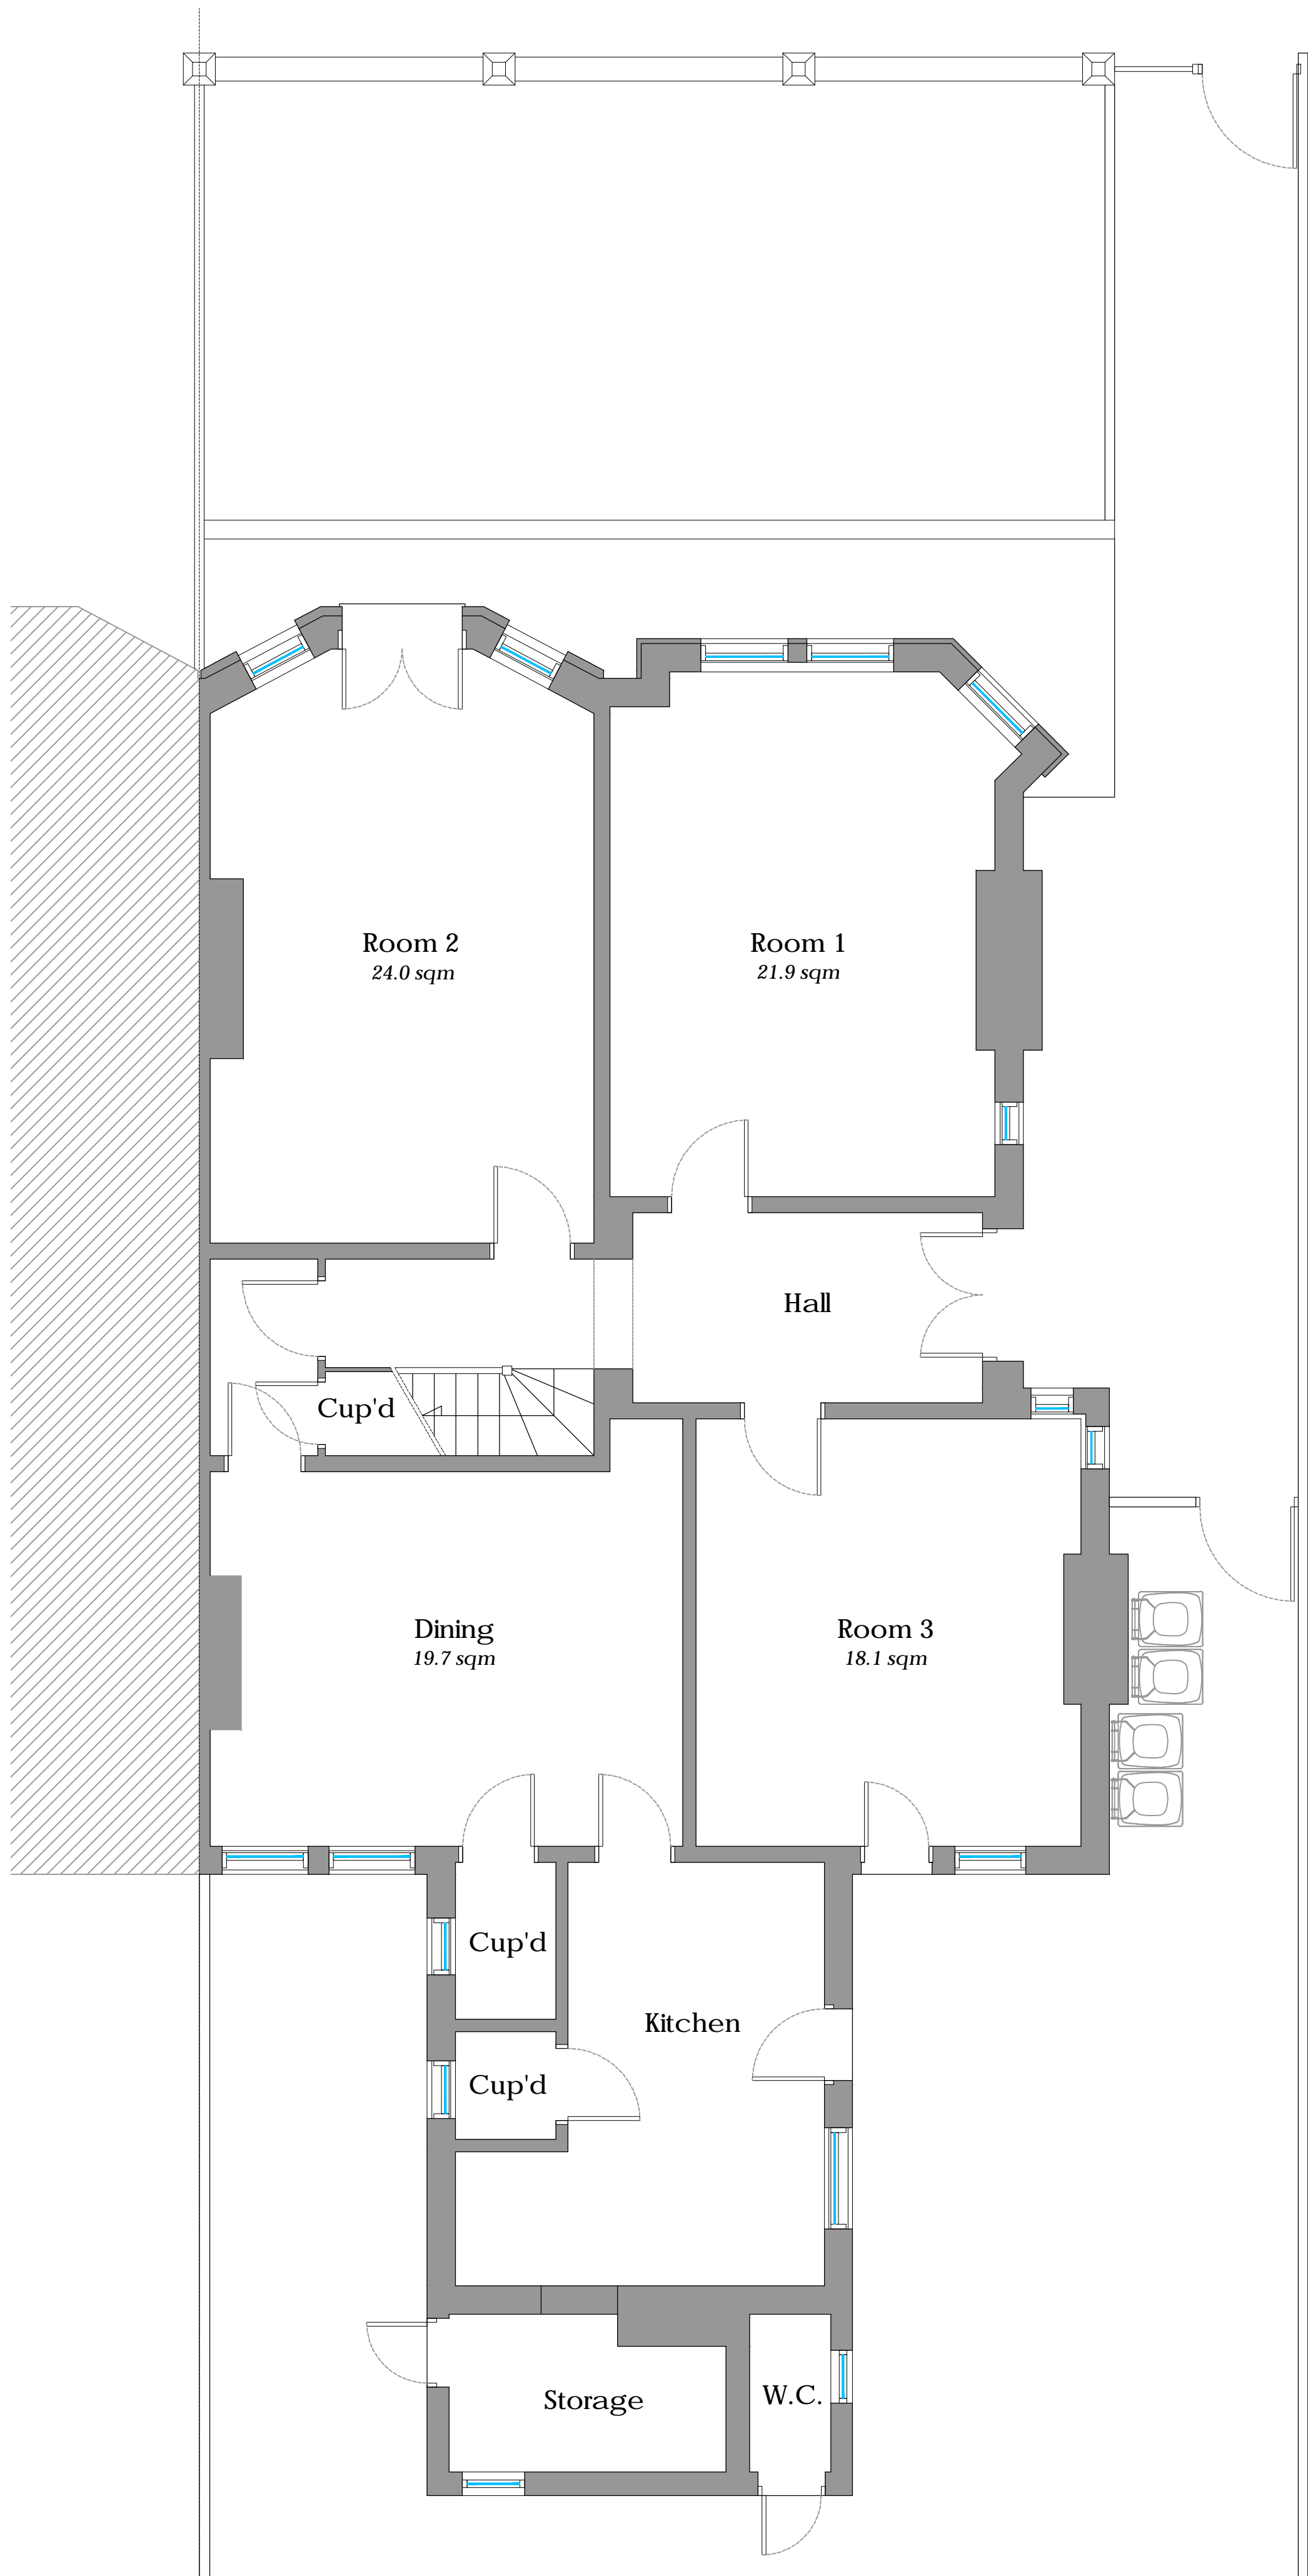 Room 2
24.0 sqm
Room 1
21.9 sqm
Hall
Cup'd
Dining
19.7 sqm
Room 3
18.1 sqm
Cup'd
Kitchen
Cup'd
Storage
W.C.